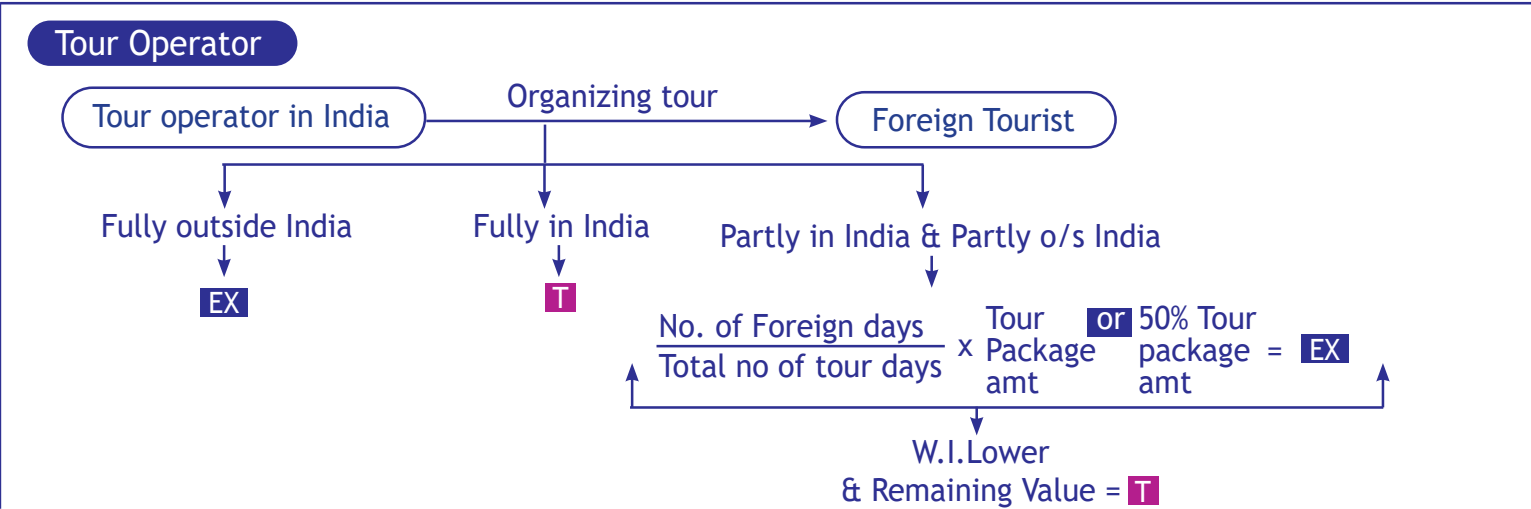 Tour Operator
Organizing tour
Tour operator in India
Foreign Tourist
Fully outside India
Fully in India
Partly in India & Partly o/s India
EX
T
No. of Foreign days
Total no of tour days
x
Tour
Package
amt
or
50% Tour
package
amt
=
EX
W.I.Lower
& Remaining Value = T